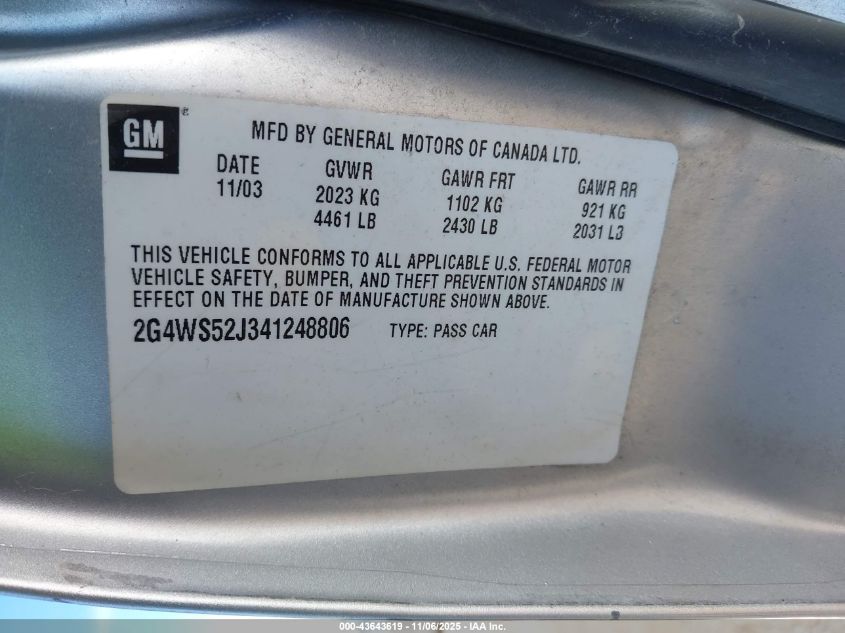 GM ®
MFD BY GENERAL MOTORS OF CANADA LTD.
DATE GVWR GAWR FRT GAWR RR
11/03 2023 KG 1102 KG 921 KG
4461 LB 2430 LB 2031 LB
THIS VEHICLE CONFORMS TO ALL APPLICABLE U.S. FEDERAL MOTOR
VEHICLE SAFETY, BUMPER, AND THEFT PREVENTION STANDARDS IN
EFFECT ON THE DATE OF MANUFACTURE SHOWN ABOVE.
2G4WS52J341248806 TYPE: PASS CAR
000-43643619 - 11/06/2025 - IAA Inc.